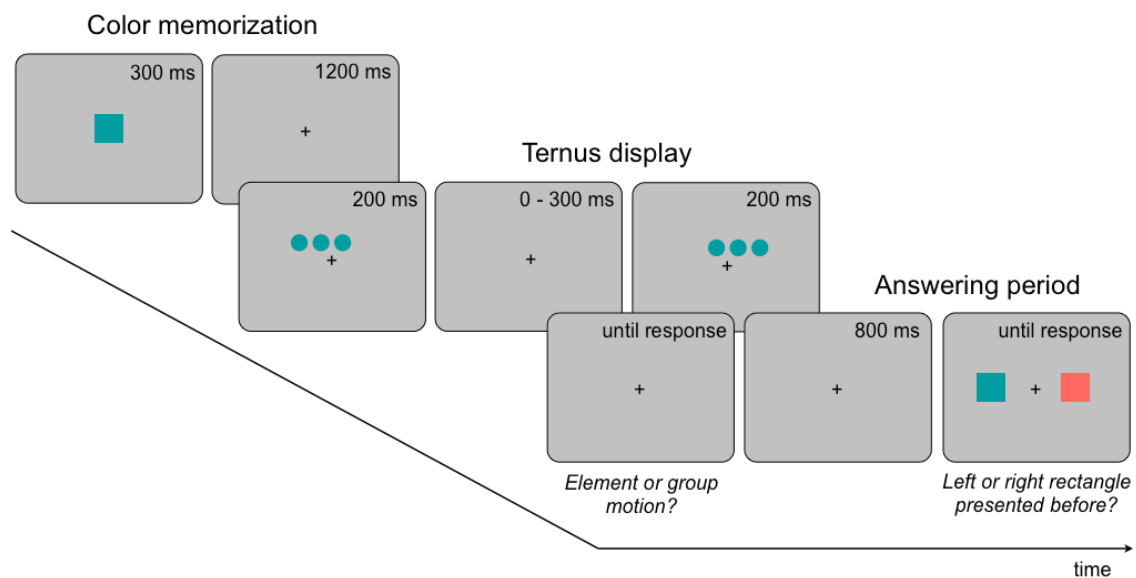 Color memorization
300 ms
1200 ms
Ternus display
200 ms
0 - 300 ms
200 ms
Answering period
until response
800 ms
until response
Element or group
motion?
Left or right rectangle
presented before?
time